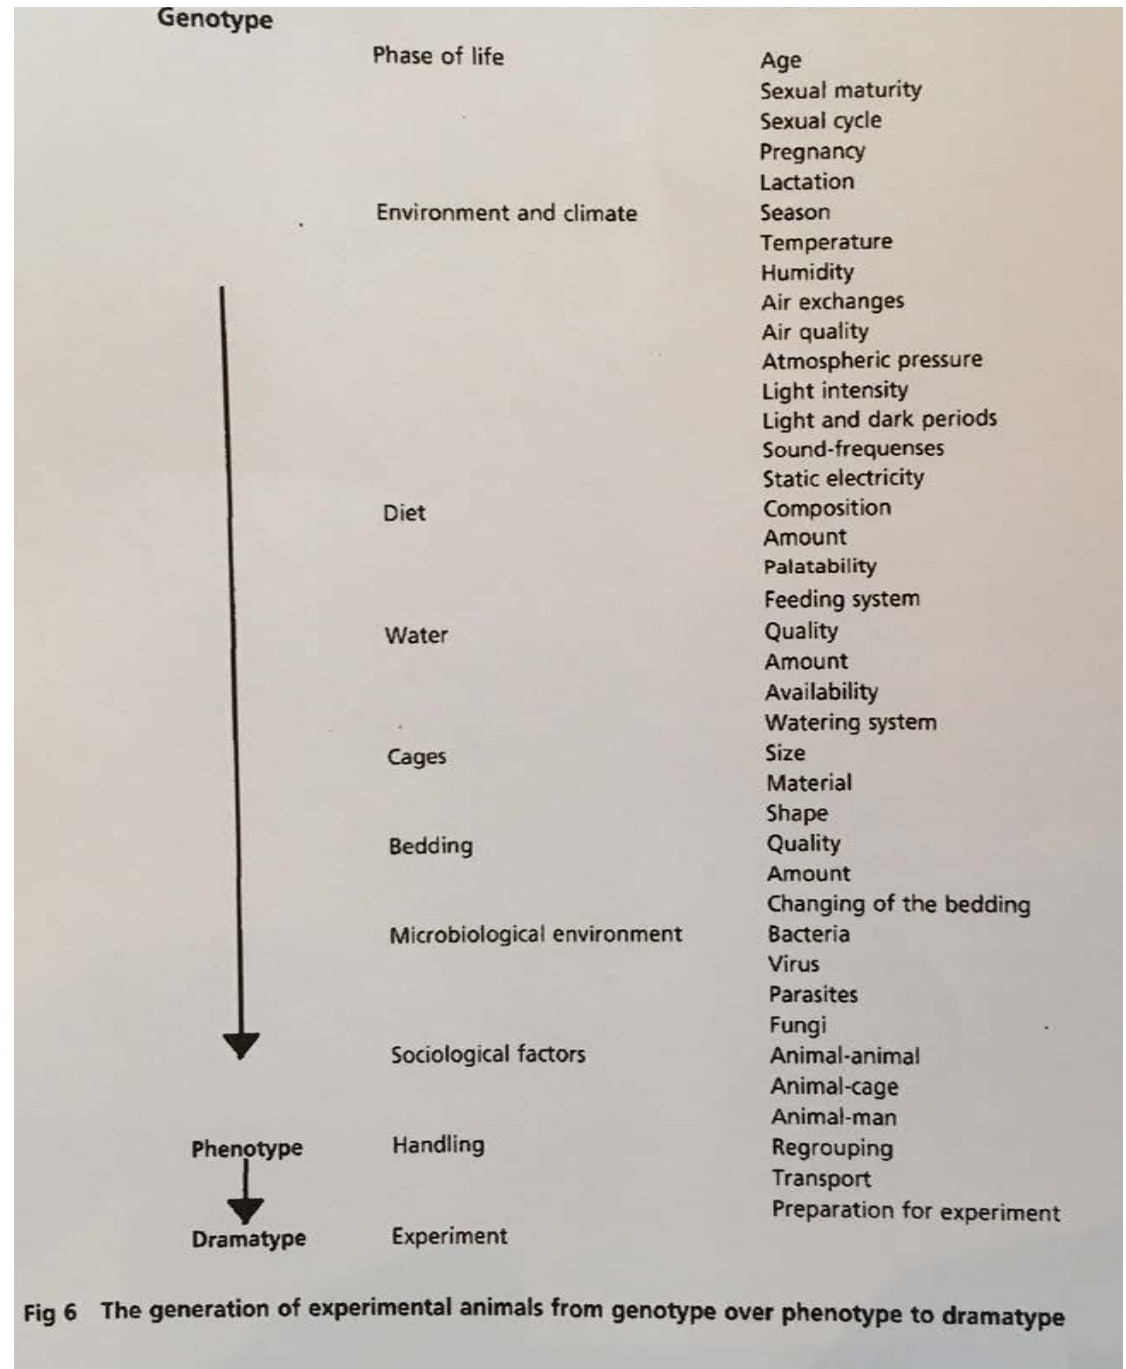 Genotype
Phase of life Age
Sexual maturity
Sexual cycle
Pregnancy
Lactation
Environment and climate Season
Temperature
Humidity
Air exchanges
Air quality
Atmospheric pressure
Light intensity
Light and dark periods
Sound-frequenses
Static electricity
Diet Composition
Amount
Palatability
Feeding system
Water Quality
Amount
Availability
Watering system
Cages Size
Material
Shape
Bedding Quality
Amount
Changing of the bedding
Microbiological environment Bacteria
Virus
Parasites
Fungi
Sociological factors Animal-animal
Animal-cage
Animal-man
Phenotype Handling Regrouping
Transport
Preparation for experiment
Dramatype Experiment
Fig 6 The generation of experimental animals from genotype over phenotype to dramatype